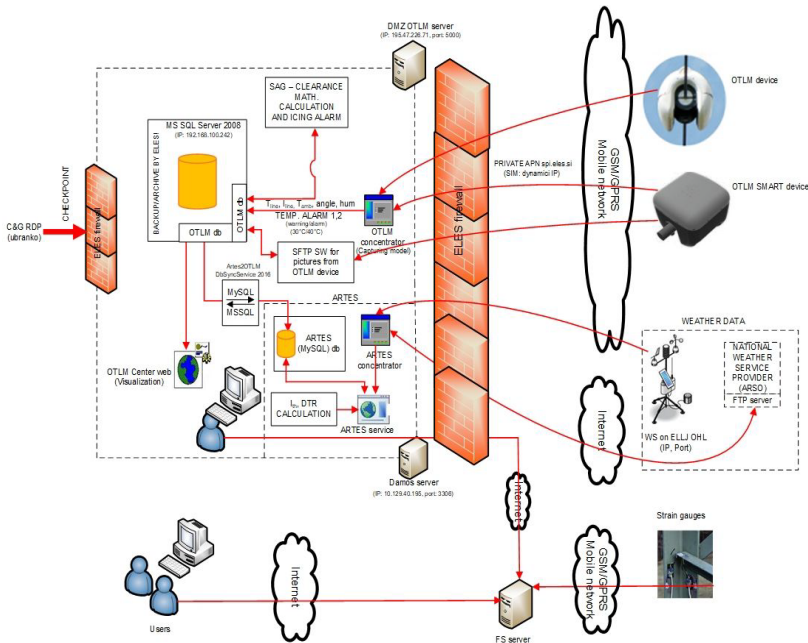 DMZ OTLM server
(IP: 195.47.226.71, port: 5000)
SAG – CLEARANCE
MATH.
CALCULATION
AND ICING ALARM
MS SQL Server 2008
(IP: 192.168.100.242)
BACKUP/ARCHIVE BY ELES!
OTLM db
OTLM db
CHECKPOINT
ELES firewall
C&G RDP
(ubranko)
Tline, Iline, Tamb, angle, hum
TEMP. ALARM 1,2
(warning/alarm)
(30°C/40°C)
OTLM
concentrator
(Capturing model)
SFTP SW for
pictures from
OTLM device
ELES firewall
PRIVATE APN spi.eles.si
(SIM: dynamici IP)
GSM/GPRS
Mobile network
OTLM device
OTLM SMART device
Artes2OTLM
DbSyncService 2016
MySQL
MSSQL
ARTES
ARTES
(MySQL) db
ARTES
concentrator
Ith, DTR
CALCULATION
ARTES service
OTLM Center web
(Visualization)
WEATHER DATA
NATIONAL
WEATHER
SERVICE
PROVIDER
(ARSO)
FTP server
WS on ELLJ OHL
(IP, Port)
Internet
Damos server
(IP: 10.129.40.195, port: 3306)
Internet
Strain gauges
GSM/GPRS
Mobile network
Internet
Users
FS server